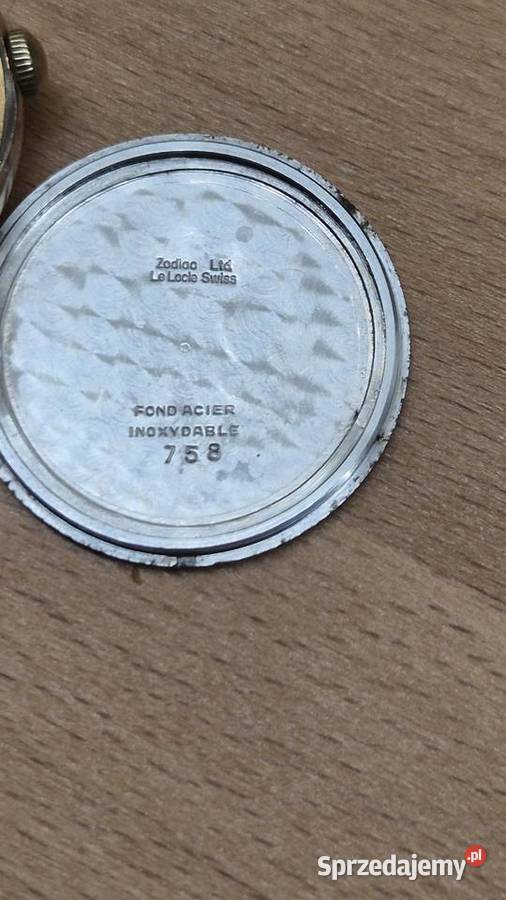 Zodiac Ltd
Le Locle Swiss
FOND ACIER
INOXYDABLE
758
Sprzedajemy.pl